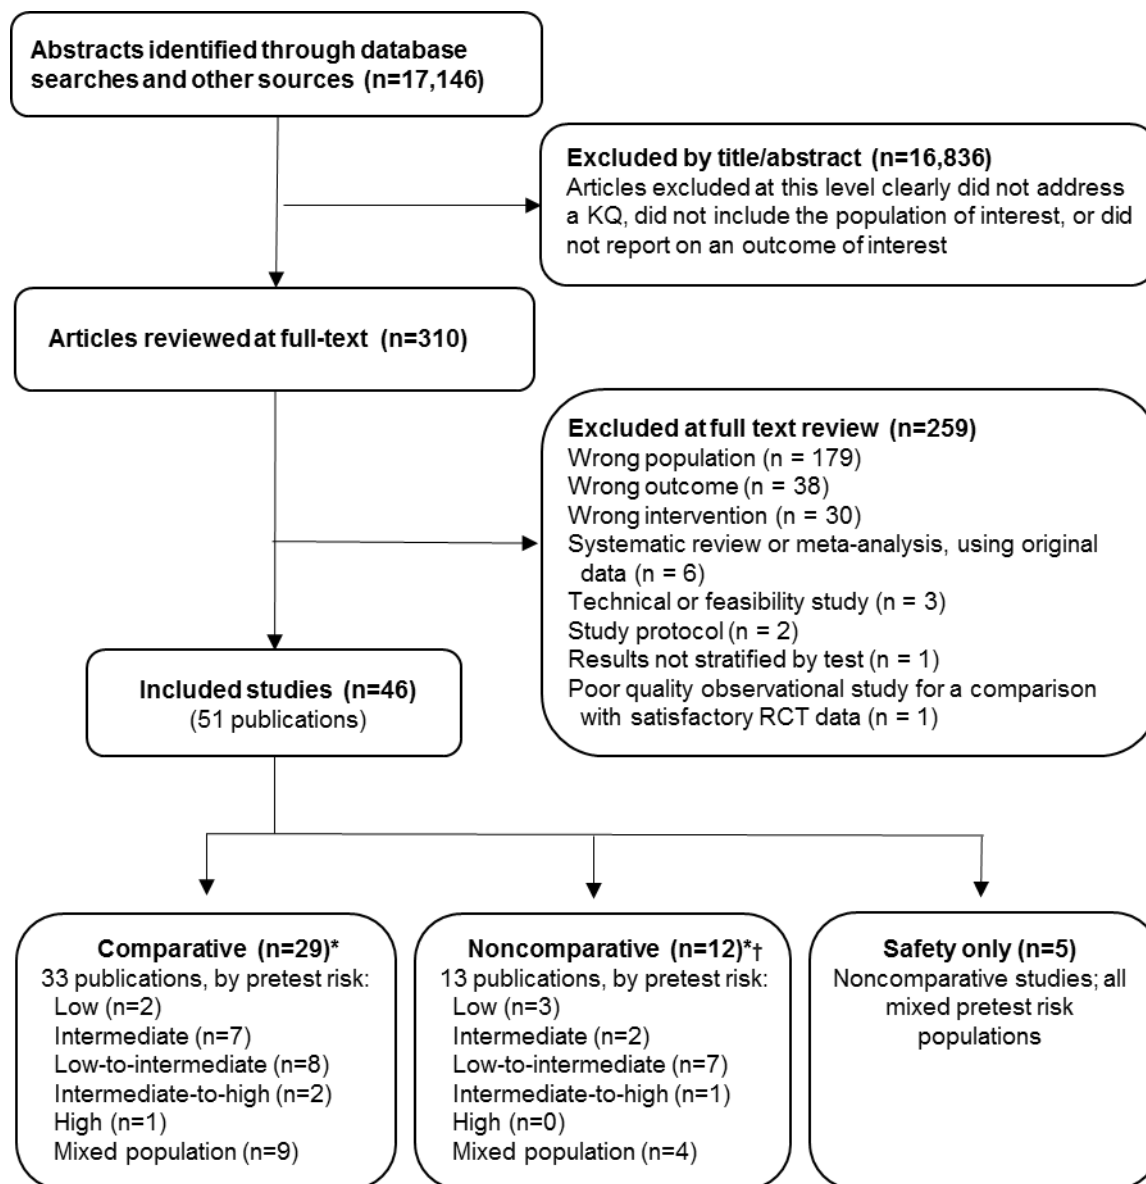 Abstracts identified through database
searches and other sources (n=17,146)
Excluded by title/abstract (n=16,836)
Articles excluded at this level clearly did not address
a KQ, did not include the population of interest, or did
not report on an outcome of interest
Articles reviewed at full-text (n=310)
Excluded at full text review (n=259)
Wrong population (n = 179)
Wrong outcome (n = 38)
Wrong intervention (n = 30)
Systematic review or meta-analysis, using original
data (n = 6)
Technical or feasibility study (n = 3)
Study protocol (n = 2)
Results not stratified by test (n = 1)
Poor quality observational study for a comparison
with satisfactory RCT data (n = 1)
Included studies (n=46)
(51 publications)
Comparative (n=29)*
33 publications, by pretest risk:
Low (n=2)
Intermediate (n=7)
Low-to-intermediate (n=8)
Intermediate-to-high (n=2)
High (n=1)
Mixed population (n=9)
Noncomparative (n=12)*†
13 publications, by pretest risk:
Low (n=3)
Intermediate (n=2)
Low-to-intermediate (n=7)
Intermediate-to-high (n=1)
High (n=0)
Mixed population (n=4)
Safety only (n=5)
Noncomparative studies; all
mixed pretest risk
populations